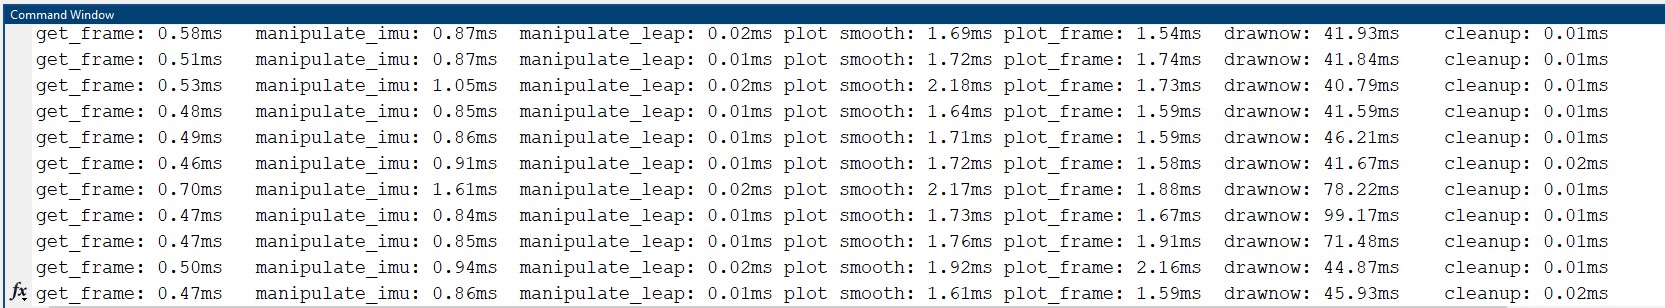 Command Window
get_frame: 0.58ms manipulate_imu: 0.87ms manipulate_leap: 0.02ms plot smooth: 1.69ms plot_frame: 1.54ms drawnow: 41.93ms cleanup: 0.01ms
get_frame: 0.51ms manipulate_imu: 0.87ms manipulate_leap: 0.01ms plot smooth: 1.72ms plot_frame: 1.74ms drawnow: 41.84ms cleanup: 0.01ms
get_frame: 0.53ms manipulate_imu: 1.05ms manipulate_leap: 0.02ms plot smooth: 2.18ms plot_frame: 1.73ms drawnow: 40.79ms cleanup: 0.01ms
get_frame: 0.48ms manipulate_imu: 0.85ms manipulate_leap: 0.01ms plot smooth: 1.64ms plot_frame: 1.59ms drawnow: 41.59ms cleanup: 0.01ms
get_frame: 0.49ms manipulate_imu: 0.86ms manipulate_leap: 0.01ms plot smooth: 1.71ms plot_frame: 1.59ms drawnow: 46.21ms cleanup: 0.01ms
get_frame: 0.46ms manipulate_imu: 0.91ms manipulate_leap: 0.01ms plot smooth: 1.72ms plot_frame: 1.58ms drawnow: 41.67ms cleanup: 0.02ms
get_frame: 0.70ms manipulate_imu: 1.61ms manipulate_leap: 0.02ms plot smooth: 2.17ms plot_frame: 1.88ms drawnow: 78.22ms cleanup: 0.01ms
get_frame: 0.47ms manipulate_imu: 0.84ms manipulate_leap: 0.01ms plot smooth: 1.73ms plot_frame: 1.67ms drawnow: 99.17ms cleanup: 0.01ms
get_frame: 0.47ms manipulate_imu: 0.85ms manipulate_leap: 0.01ms plot smooth: 1.76ms plot_frame: 1.91ms drawnow: 71.48ms cleanup: 0.01ms
get_frame: 0.50ms manipulate_imu: 0.94ms manipulate_leap: 0.02ms plot smooth: 1.92ms plot_frame: 2.16ms drawnow: 44.87ms cleanup: 0.01ms
fx get_frame: 0.47ms manipulate_imu: 0.86ms manipulate_leap: 0.01ms plot smooth: 1.61ms plot_frame: 1.59ms drawnow: 45.93ms cleanup: 0.02ms